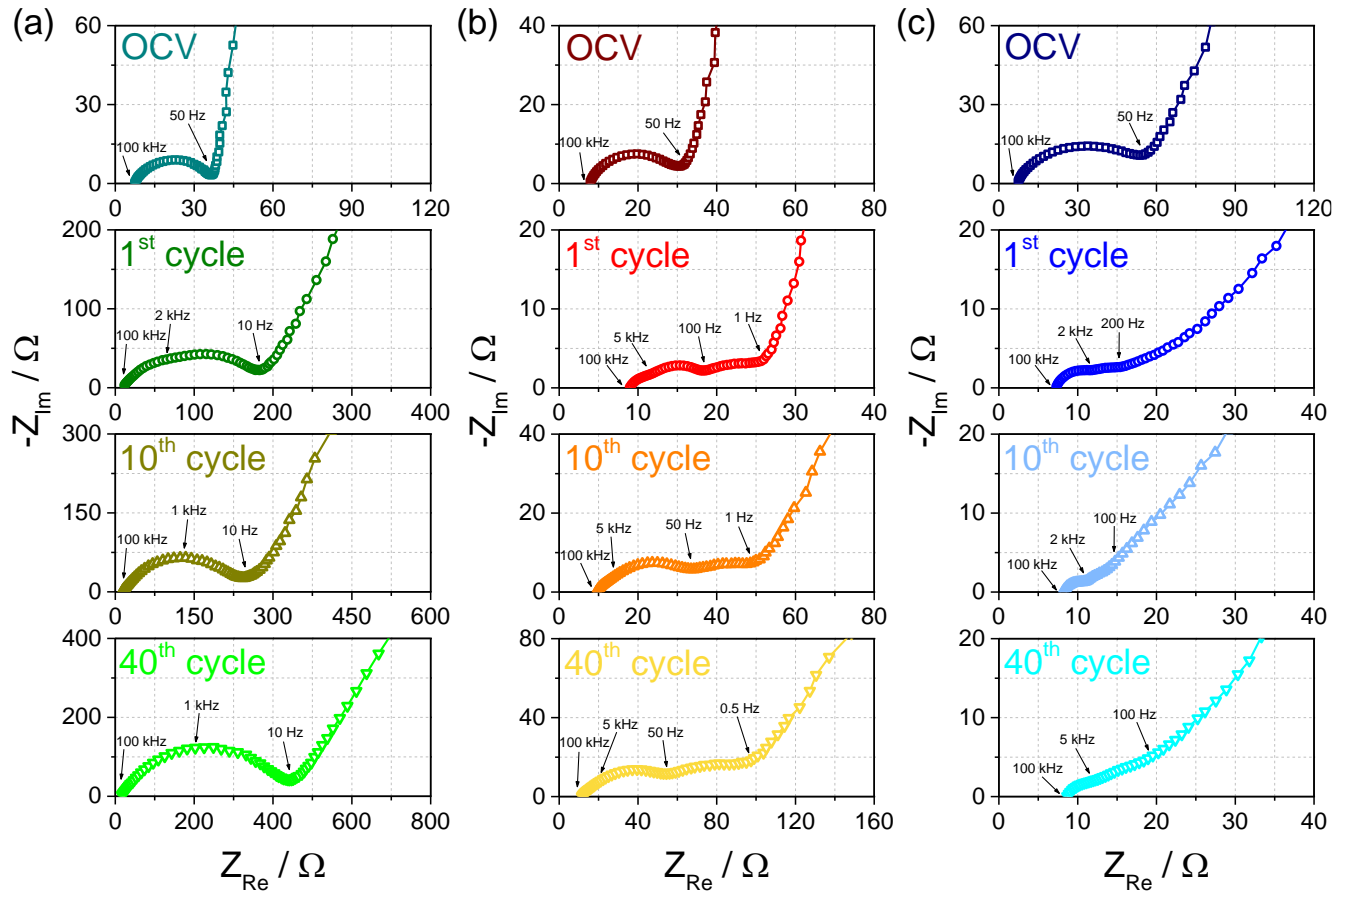 (a)
OCV
60
30
0
100 kHz
50 Hz
0 30 60 90 120
1st cycle
200
100
0
100 kHz
2 kHz
10 Hz
0 100 200 300 400
10th cycle
300
150
0
100 kHz
1 kHz
10 Hz
0 150 300 450 600
40th cycle
400
200
0
100 kHz
1 kHz
10 Hz
0 200 400 600 800
-ZIm / Ω
ZRe / Ω
(b)
OCV
40
20
0
100 kHz
50 Hz
0 20 40 60 80
1st cycle
20
10
0
100 kHz
5 kHz
100 Hz
1 Hz
0 10 20 30 40
10th cycle
40
20
0
100 kHz
5 kHz
50 Hz
1 Hz
0 20 40 60 80
40th cycle
80
40
0
100 kHz
5 kHz
50 Hz
0.5 Hz
0 40 80 120 160
-ZIm / Ω
ZRe / Ω
(c)
OCV
60
30
0
100 kHz
50 Hz
0 30 60 90 120
1st cycle
20
10
0
100 kHz
2 kHz
200 Hz
0 10 20 30 40
10th cycle
20
10
0
100 kHz
2 kHz
100 Hz
0 10 20 30 40
40th cycle
20
10
0
100 kHz
5 kHz
100 Hz
0 10 20 30 40
-ZIm / Ω
ZRe / Ω